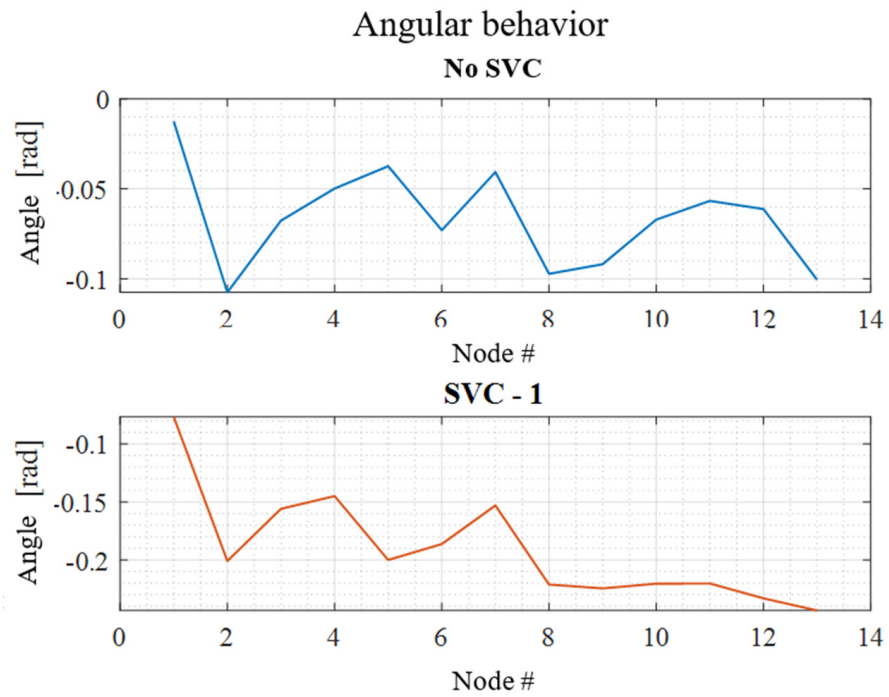 Angular behavior
No SVC
Angle [rad]
0
-0.05
-0.1
0 2 4 6 8 10 12 14
Node #
SVC - 1
Angle [rad]
-0.1
-0.15
-0.2
0 2 4 6 8 10 12 14
Node #